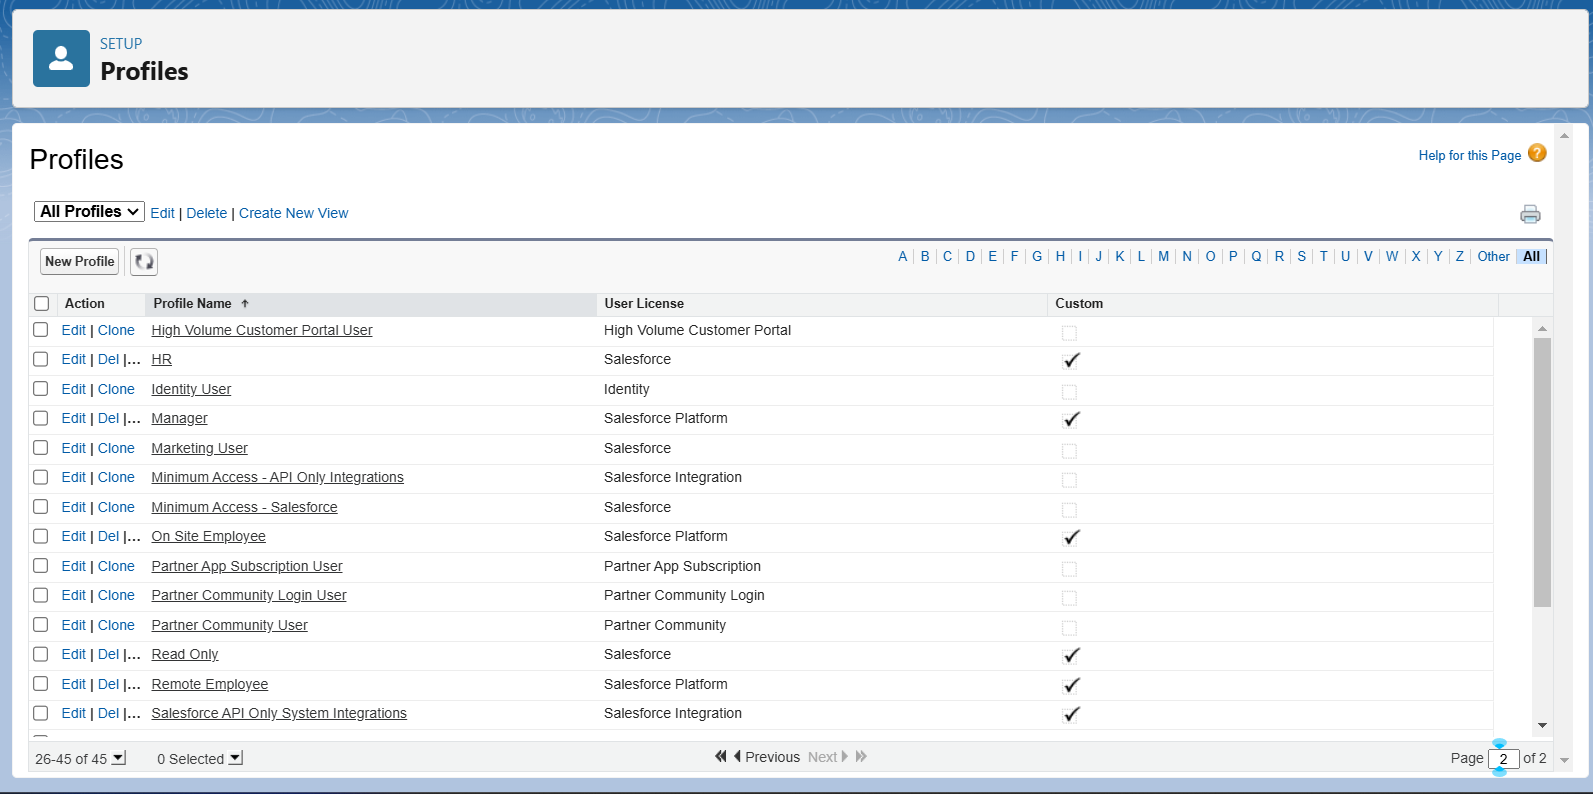 SETUP
Profiles
Profiles
Help for this Page
All Profiles Edit | Delete | Create New View
New Profile
A B C D E F G H I J K L M N O P Q R S T U V W X Y Z Other All
Action Profile Name User License Custom
Edit | Clone High Volume Customer Portal User High Volume Customer Portal
Edit | Del |... HR Salesforce
Edit | Clone Identity User Identity
Edit | Del |... Manager Salesforce Platform
Edit | Clone Marketing User Salesforce
Edit | Clone Minimum Access - API Only Integrations Salesforce Integration
Edit | Clone Minimum Access - Salesforce Salesforce
Edit | Del |... On Site Employee Salesforce Platform
Edit | Clone Partner App Subscription User Partner App Subscription
Edit | Clone Partner Community Login User Partner Community Login
Edit | Clone Partner Community User Partner Community
Edit | Del |... Read Only Salesforce
Edit | Del |... Remote Employee Salesforce Platform
Edit | Del |... Salesforce API Only System Integrations Salesforce Integration
26-45 of 45 0 Selected Previous Next Page 2 of 2